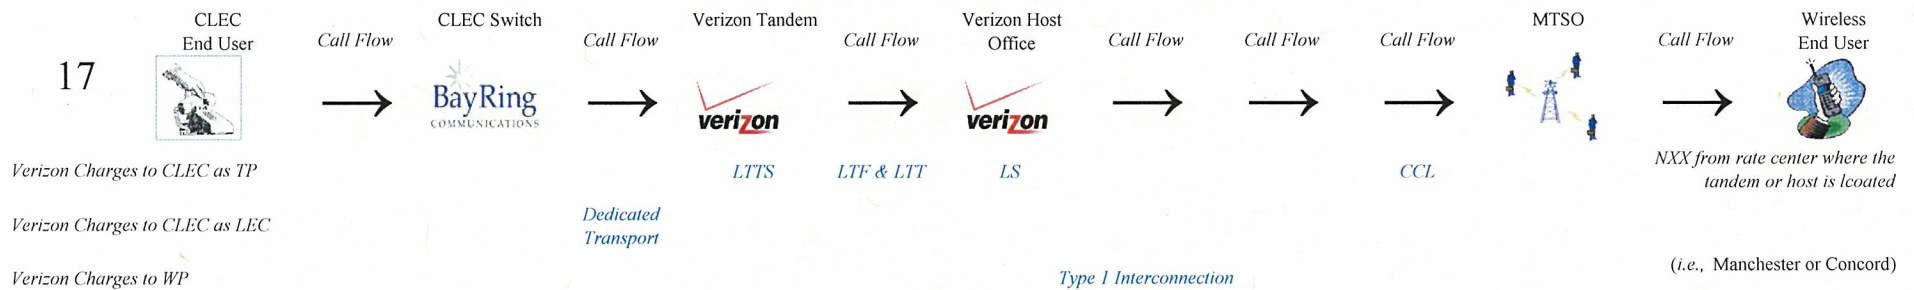 CLEC
End User
Call Flow
CLEC Switch
Call Flow
Verizon Tandem
Call Flow
Verizon Host
Office
Call Flow
Call Flow
Call Flow
MTSO
Call Flow
Wireless
End User
17
BayRing
COMMUNICATIONS
verizon
verizon
Verizon Charges to CLEC as TP
LTTS
LTF & LTT
LS
CCL
NXX from rate center where the
tandem or host is lcoated
Verizon Charges to CLEC as LEC
Dedicated
Transport
Verizon Charges to WP
Type 1 Interconnection
(i.e., Manchester or Concord)